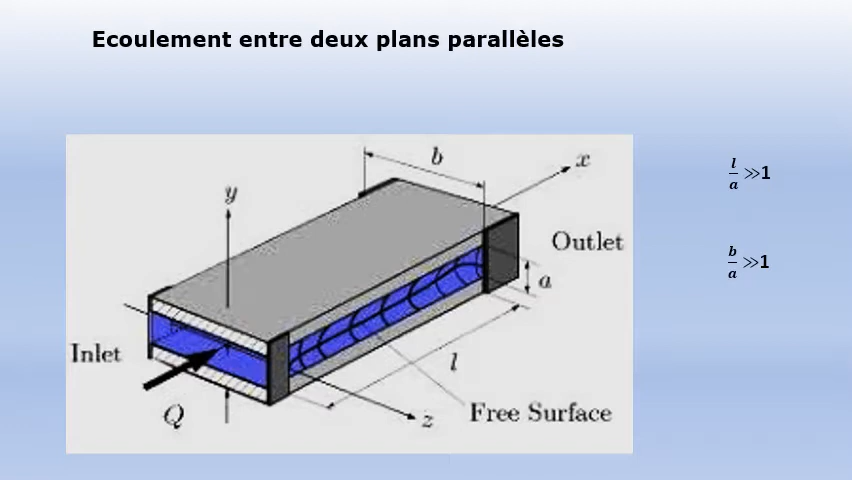 Ecoulement entre deux plans parallèles
b
x
y
l/a ≫1
Outlet
b/a ≫1
a
Inlet
l
Q
z
Free Surface